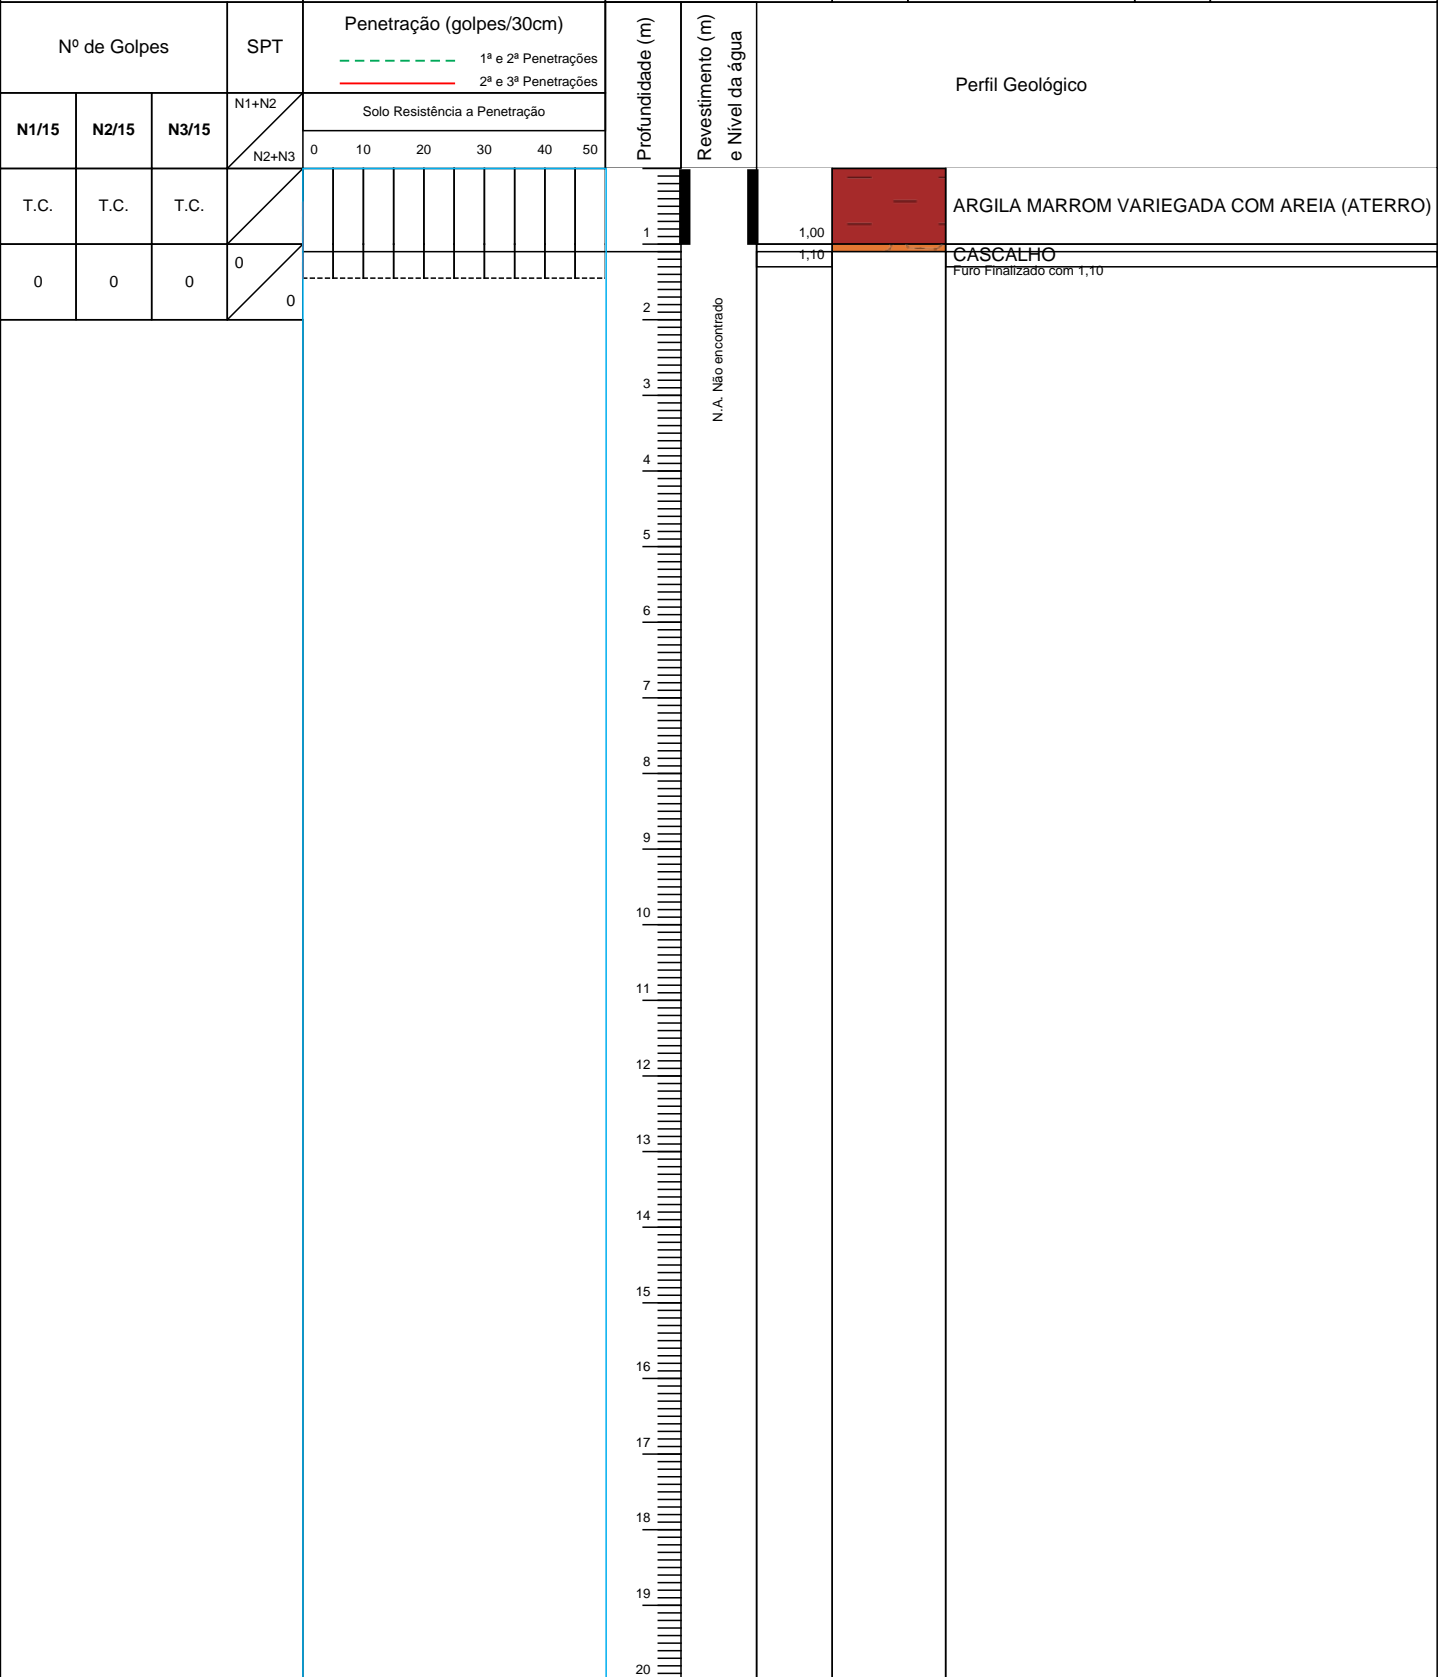 Nº de Golpes
SPT
Penetração (golpes/30cm)
1ª e 2ª Penetrações
2ª e 3ª Penetrações
Profundidade (m)
Revestimento (m)
e Nível da água
Perfil Geológico
N1/15
N2/15
N3/15
N1+N2
N2+N3
Solo Resistência a Penetração
0 10 20 30 40 50
T.C. T.C. T.C.
1
1,00
ARGILA MARROM VARIEGADA COM AREIA (ATERRO)
0 0 0
0
0
1,10
CASCALHO
Furo Finalizado com 1,10
N.A. Não encontrado
2
3
4
5
6
7
8
9
10
11
12
13
14
15
16
17
18
19
20